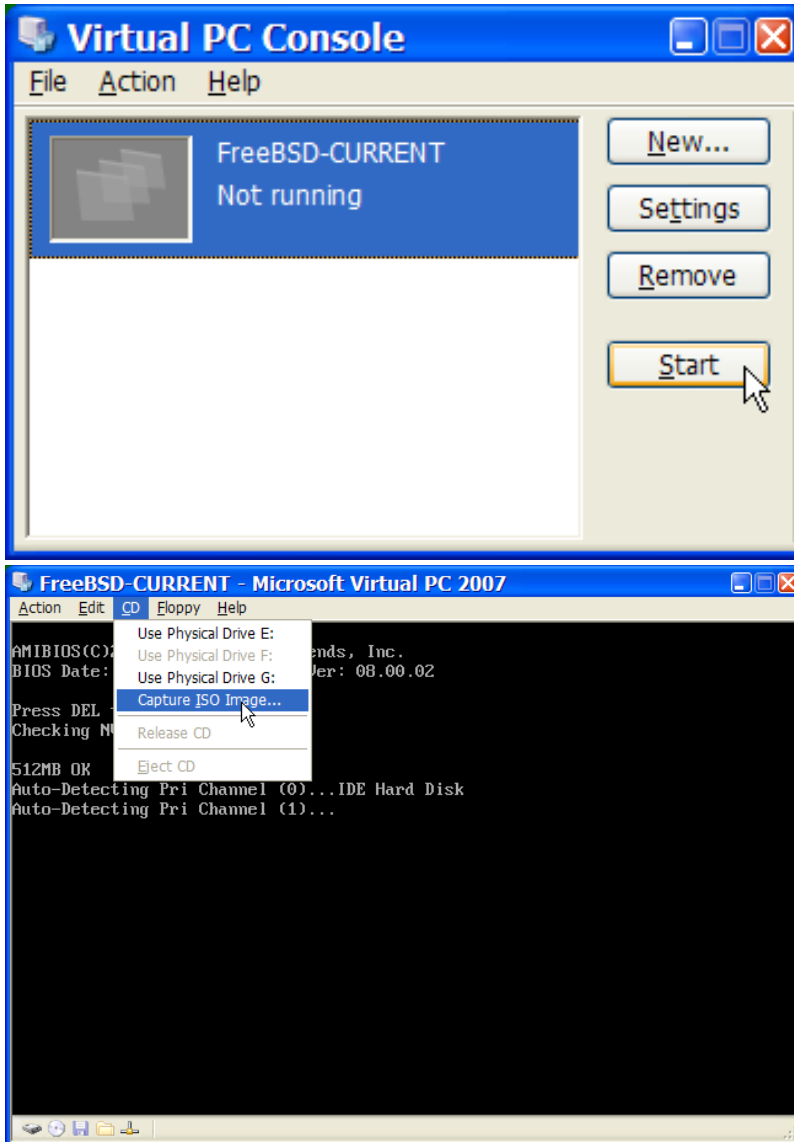 Virtual PC Console
File Action Help
FreeBSD-CURRENT
Not running
New...
Settings
Remove
Start
FreeBSD-CURRENT - Microsoft Virtual PC 2007
Action Edit CD Floppy Help
Use Physical Drive E:
Use Physical Drive F:
Use Physical Drive G:
Capture ISO Image...
Release CD
Eject CD
AMIBIOS(C) Inc.
BIOS Date: Ver: 08.00.02
Press DEL
Checking
512MB OK
Auto-Detecting Pri Channel (0)...IDE Hard Disk
Auto-Detecting Pri Channel (1)...